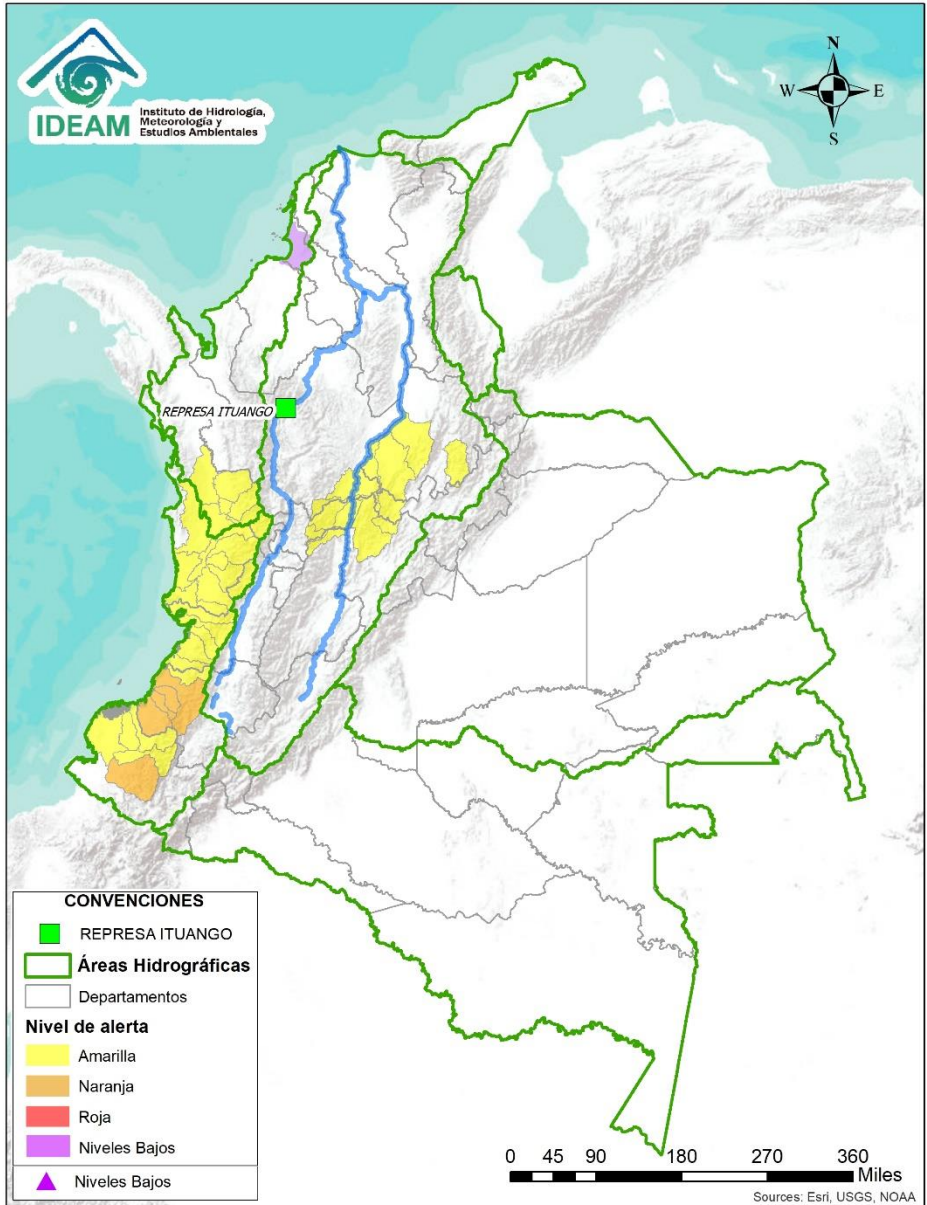 IDEAM
Instituto de Hidrología,
Meteorología y
Estudios Ambientales
N
W
E
S
REPRESA ITUANGO
CONVENCIONES
REPRESA ITUANGO
Áreas Hidrográficas
Departamentos
Nivel de alerta
Amarilla
Naranja
Roja
Niveles Bajos
Niveles Bajos
0 45 90 180 270 360
Miles
Sources: Esri, USGS, NOAA